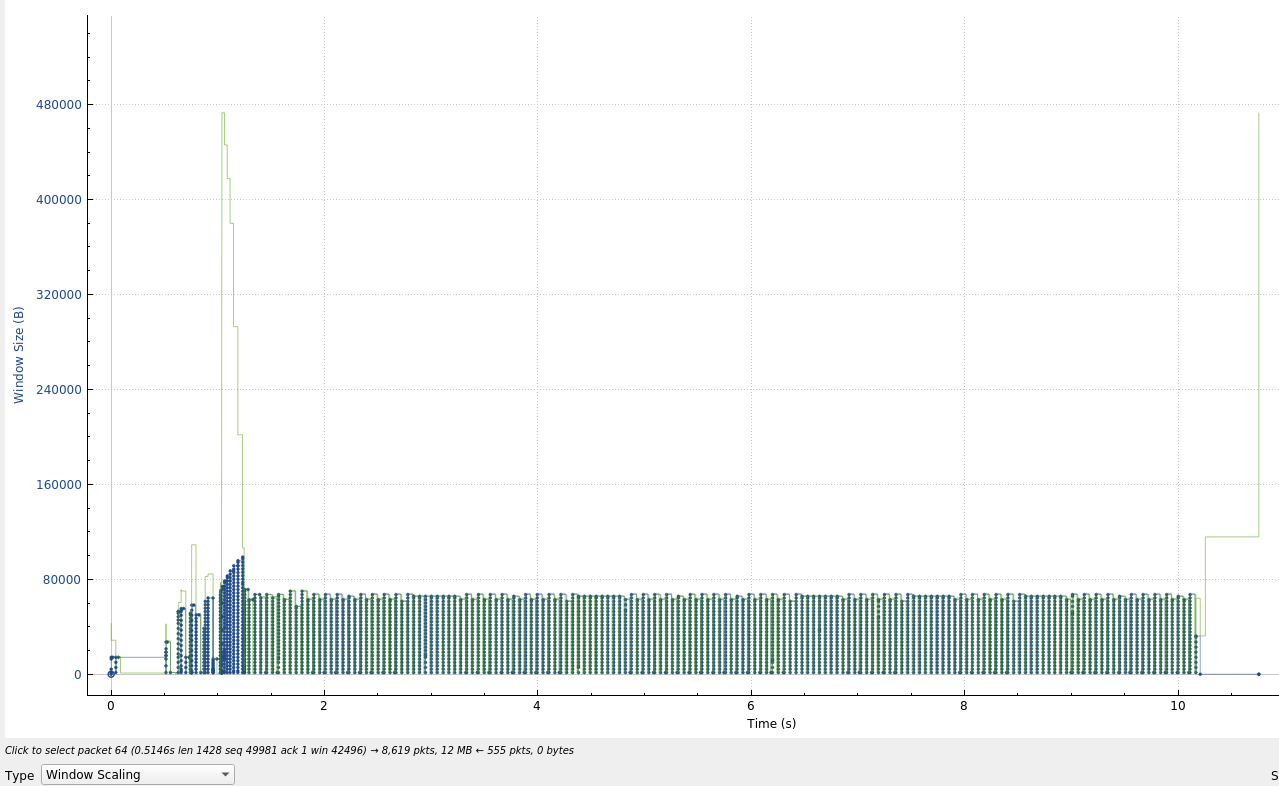 480000
400000
320000
240000
160000
80000
0
Window Size (B)
0 2 4 6 8 10
Time (s)
Click to select packet 64 (0.5146s len 1428 seq 49981 ack 1 win 42496) → 8,619 pkts, 12 MB ← 555 pkts, 0 bytes
Type Window Scaling S